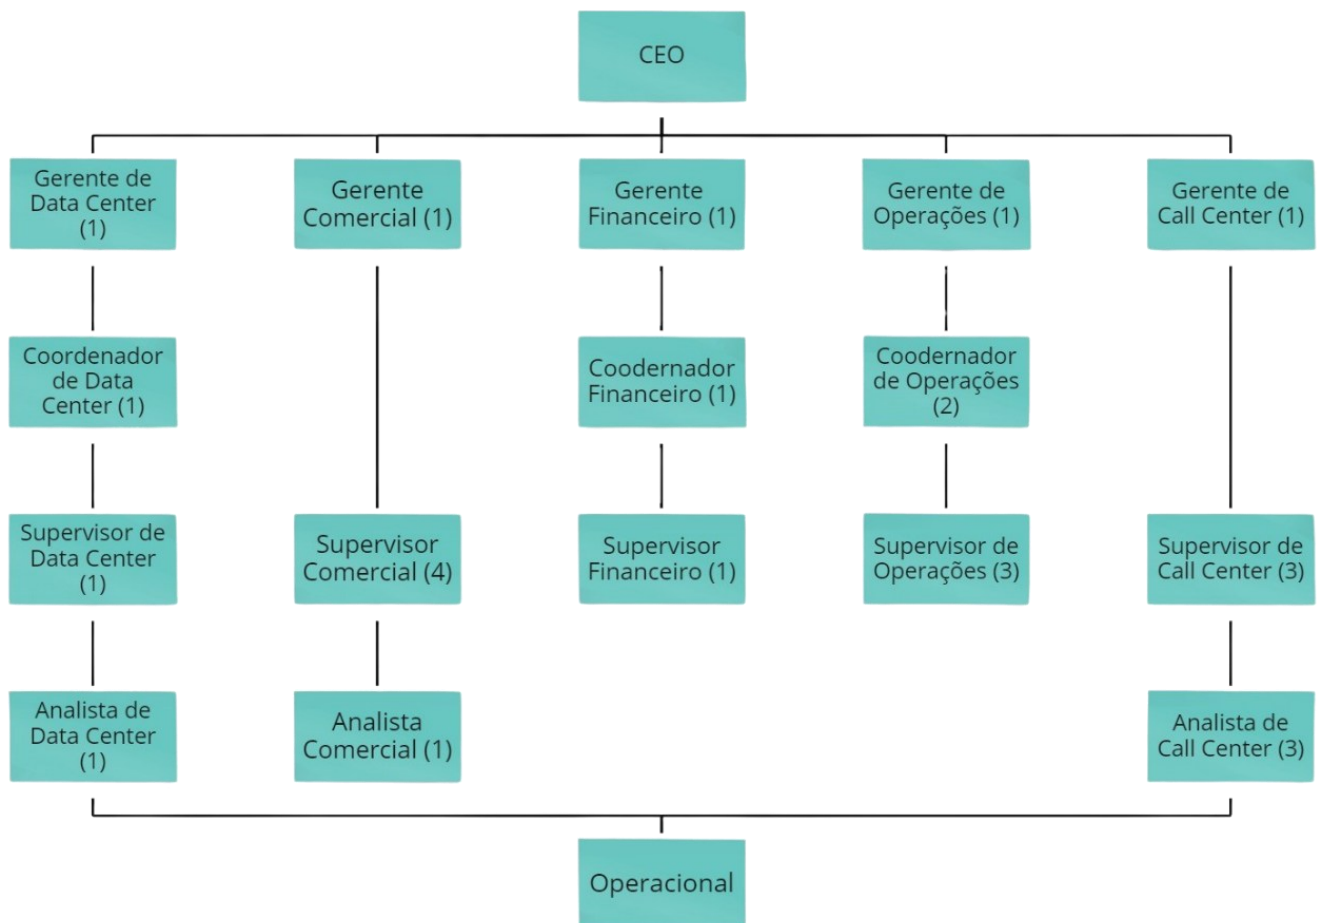 CEO
Gerente de
Data Center
(1)
Gerente
Comercial (1)
Gerente
Financeiro (1)
Gerente de
Operações (1)
Gerente de
Call Center (1)
Coordenador
de Data
Center (1)
Coodernador
Financeiro (1)
Coodernador
de Operações
(2)
Supervisor de
Data Center
(1)
Supervisor
Comercial (4)
Supervisor
Financeiro (1)
Supervisor de
Operações (3)
Supervisor de
Call Center (3)
Analista de
Data Center
(1)
Analista
Comercial (1)
Analista de
Call Center (3)
Operacional